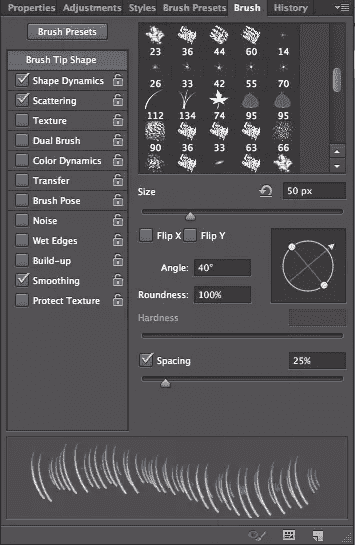 Properties Adjustments Styles Brush Presets Brush History
Brush Presets
Brush Tip Shape
Shape Dynamics
Scattering
Texture
Dual Brush
Color Dynamics
Transfer
Brush Pose
Noise
Wet Edges
Build-up
Smoothing
Protect Texture
23 36 44 60 14
26 33 42 55 70
112 134 74 95 95
90 36 33 63 66
Size 50 px
Flip X Flip Y
Angle: 40°
Roundness: 100%
Hardness
Spacing 25%